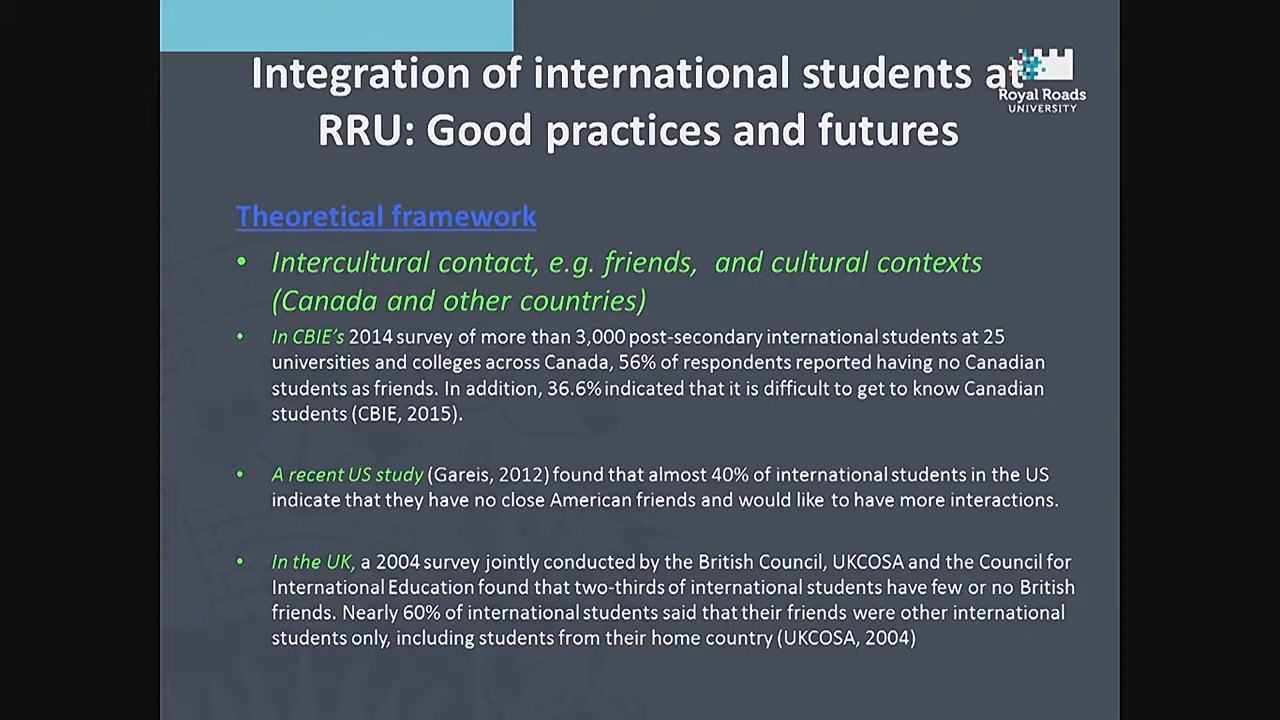 Integration of international students at
RRU: Good practices and futures
Royal Roads
UNIVERSITY
Theoretical framework
• Intercultural contact, e.g. friends, and cultural contexts
(Canada and other countries)
• In CBIE’s 2014 survey of more than 3,000 post-secondary international students at 25
universities and colleges across Canada, 56% of respondents reported having no Canadian
students as friends. In addition, 36.6% indicated that it is difficult to get to know Canadian
students (CBIE, 2015).
• A recent US study (Gareis, 2012) found that almost 40% of international students in the US
indicate that they have no close American friends and would like to have more interactions.
• In the UK, a 2004 survey jointly conducted by the British Council, UKCOSA and the Council for
International Education found that two-thirds of international students have few or no British
friends. Nearly 60% of international students said that their friends were other international
students only, including students from their home country (UKCOSA, 2004)